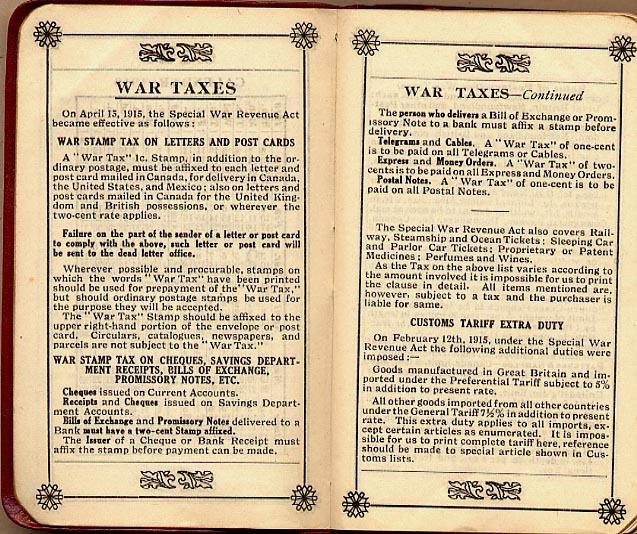 WAR TAXES
On April 15, 1915, the Special War Revenue Act
became effective as follows:
WAR STAMP TAX ON LETTERS AND POST CARDS
A "War Tax" 1c. Stamp, in addition to the or-
dinary postage, must be affixed to each letter and
post card mailed in Canada, for delivery in Canada,
the United States, and Mexico; also on letters and
post cards mailed in Canada for the United King-
dom and British possessions, or wherever the
two-cent rate applies.
Failure on the part of the sender of a letter or post card
to comply with the above, such letter or post card will
be sent to the dead letter office.
Wherever possible and procurable, stamps on
which the words "War Tax" have been printed
should be used for prepayment of the "War Tax,"
but should ordinary postage stamps be used for
the purpose they will be accepted.
The "War Tax" Stamp should be affixed to the
upper right-hand portion of the envelope or post
card. Circulars, catalogues, newspapers, and
parcels are not subject to the "War Tax."
WAR STAMP TAX ON CHEQUES, SAVINGS DEPART-
MENT RECEIPTS, BILLS OF EXCHANGE,
PROMISSORY NOTES, ETC.
Cheques issued on Current Accounts.
Receipts and Cheques issued on Savings Depart-
ment Accounts.
Bills of Exchange and Promissory Notes delivered to a
Bank must have a two-cent Stamp affixed.
The Issuer of a Cheque or Bank Receipt must
affix the stamp before payment can be made.
WAR TAXES—Continued
The person who delivers a Bill of Exchange or Prom-
issory Note to a bank must affix a stamp before
delivery.
Telegrams and Cables. A "War Tax" of one-cent
is to be paid on all Telegrams or Cables.
Express and Money Orders. A "War Tax" of two-
cents is to be paid on all Express and Money Orders.
Postal Notes. A "War Tax" of one-cent is to be
paid on all Postal Notes.
The Special War Revenue Act also covers Rail-
way, Steamship and Ocean Tickets; Sleeping Car
and Parlor Car Tickets; Proprietary or Patent
Medicines; Perfumes and Wines.
As the Tax on the above list varies according to
the amount involved it is impossible for us to print
the clause in detail. All items mentioned are,
however, subject to a tax and the purchaser is
liable for same.
CUSTOMS TARIFF EXTRA DUTY
On February 12th, 1915, under the Special War
Revenue Act the following additional duties were
imposed:—
Goods manufactured in Great Britain and im-
ported under the Preferential Tariff subject to 5%
in addition to present rate.
All other goods imported from all other countries
under the General Tariff 7½% in addition to present
rate. This extra duty applies to all imports, ex-
cept certain articles as enumerated. It is impos-
sible for us to print complete tariff here, reference
should be made to special article shown in Cus-
toms lists.